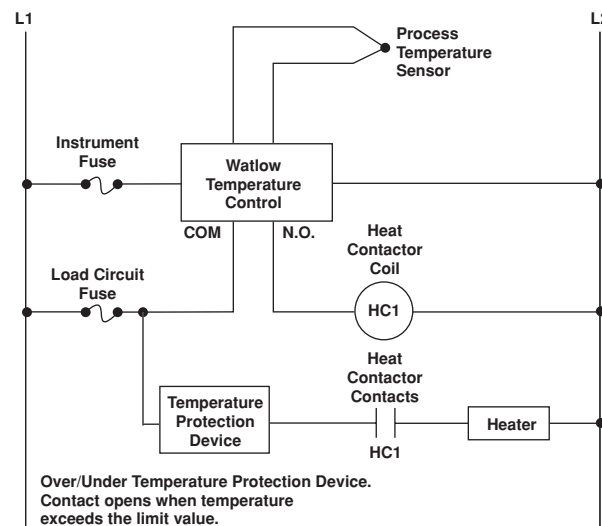 L1
L2
Process
Temperature
Sensor
Instrument
Fuse
Watlow
Temperature
Control
COM
N.O.
Heat
Contactor
Coil
Load Circuit
Fuse
HC1
Heat
Contactor
Contacts
Temperature
Protection
Device
HC1
Heater
Over/Under Temperature Protection Device.
Contact opens when temperature
exceeds the limit value.